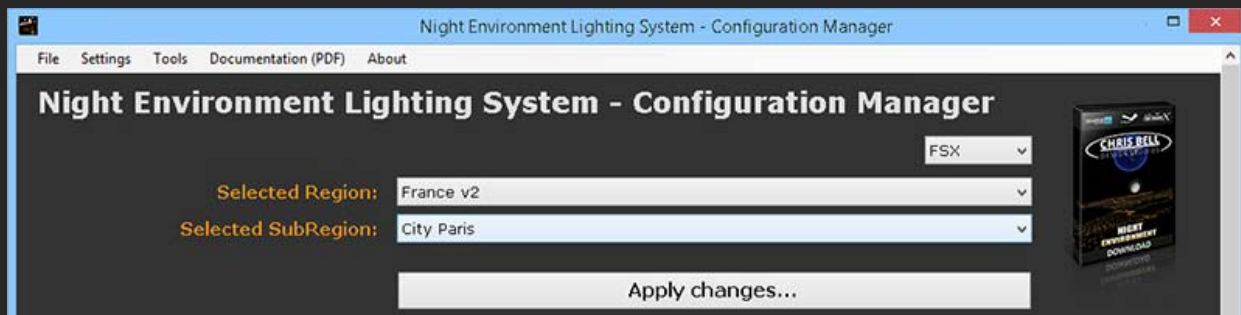 Night Environment Lighting System - Configuration Manager
File Settings Tools Documentation (PDF) About
Night Environment Lighting System - Configuration Manager
FSX
Selected Region: France v2
Selected SubRegion: City Paris
Apply changes...
CHRIS BELL
NIGHT
ENVIRONMENT
DOWNLOAD